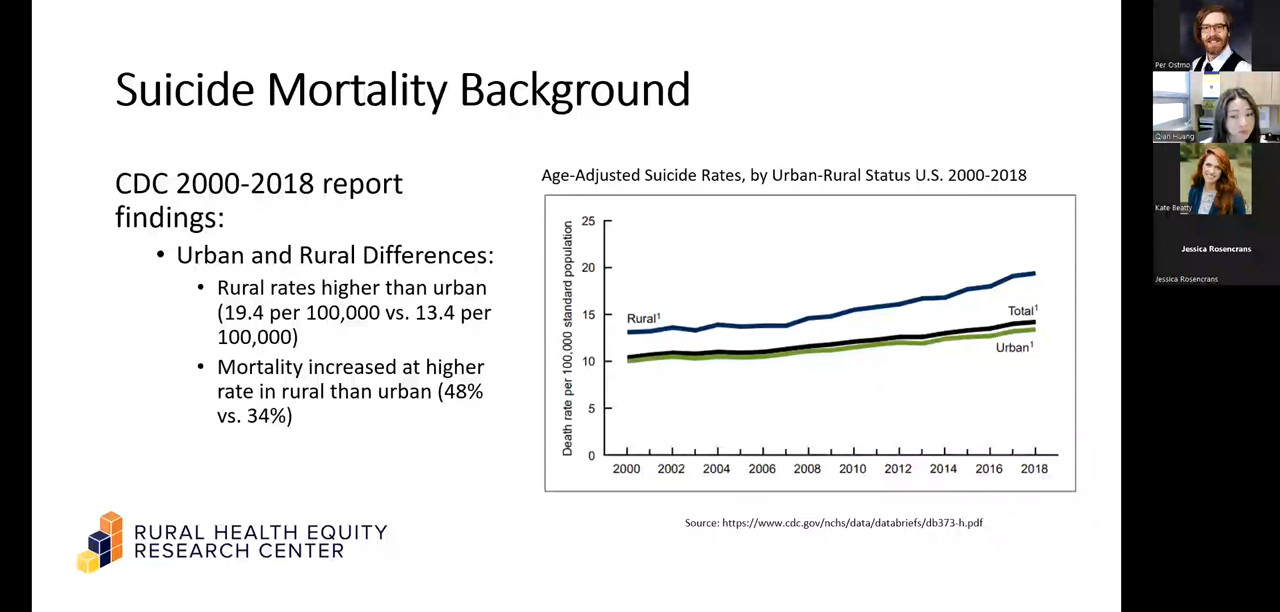 Suicide Mortality Background
CDC 2000-2018 report
findings:
• Urban and Rural Differences:
• Rural rates higher than urban
(19.4 per 100,000 vs. 13.4 per
100,000)
• Mortality increased at higher
rate in rural than urban (48%
vs. 34%)
Age-Adjusted Suicide Rates, by Urban-Rural Status U.S. 2000-2018
Death rate per 100,000 standard population
25
20
15
10
5
0
Rural¹
Total¹
Urban¹
2000 2002 2004 2006 2008 2010 2012 2014 2016 2018
Source: https://www.cdc.gov/nchs/data/databriefs/db373-h.pdf
RURAL HEALTH EQUITY
RESEARCH CENTER
Per Ostmo
Qian Huang
Kate Beatty
Jessica Rosencrans
Jessica Rosencrans